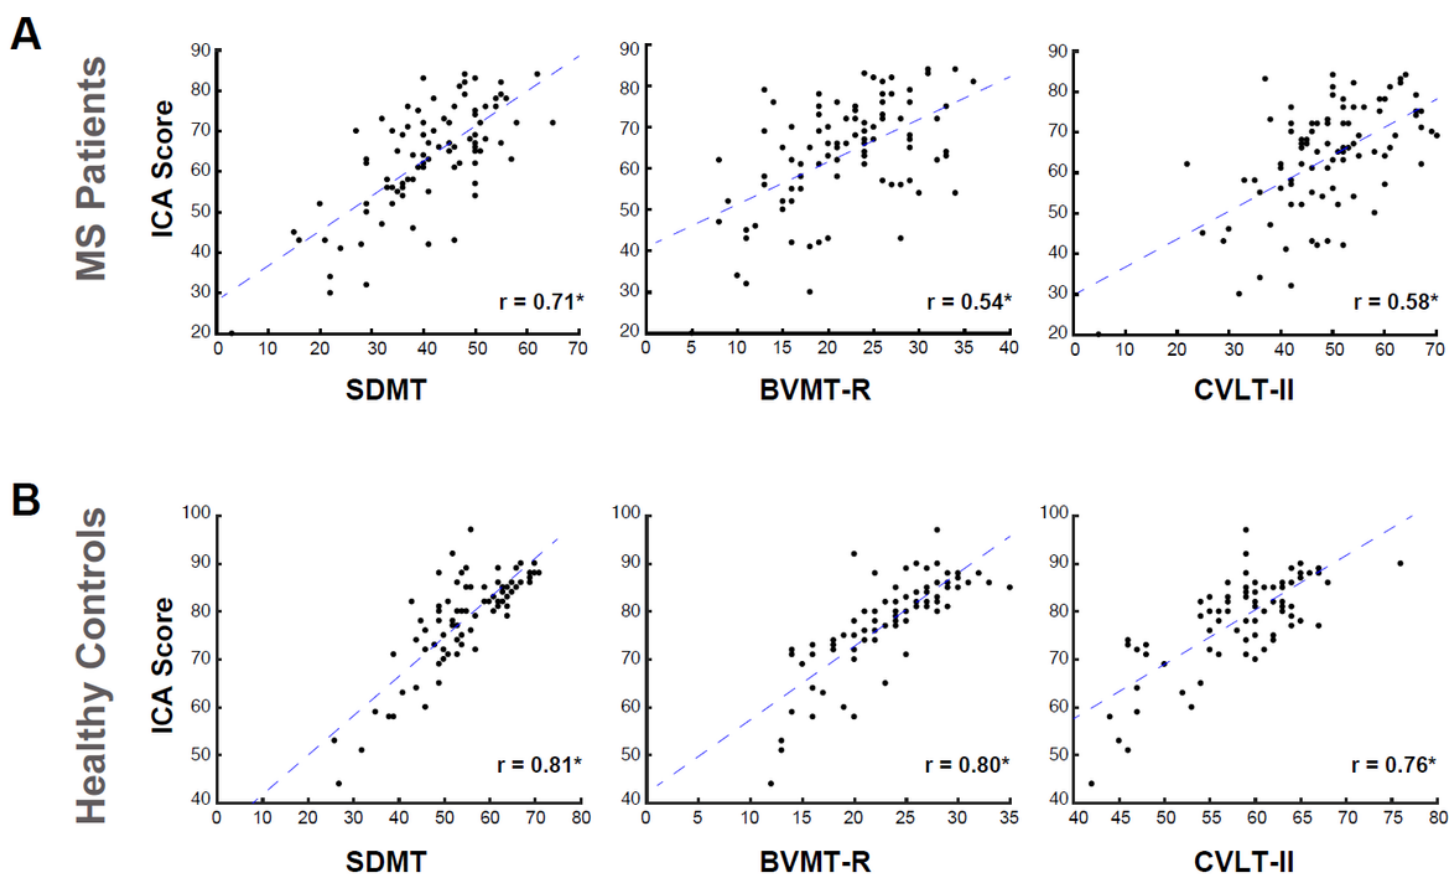 A
MS Patients
ICA Score
90
80
70
60
50
40
30
20
0 10 20 30 40 50 60 70
SDMT
r = 0.71*
90
80
70
60
50
40
30
20
0 5 10 15 20 25 30 35 40
BVMT-R
r = 0.54*
90
80
70
60
50
40
30
20
0 10 20 30 40 50 60 70
CVLT-II
r = 0.58*
B
Healthy Controls
ICA Score
100
90
80
70
60
50
40
0 10 20 30 40 50 60 70 80
SDMT
r = 0.81*
100
90
80
70
60
50
40
0 5 10 15 20 25 30 35
BVMT-R
r = 0.80*
100
90
80
70
60
50
40
40 45 50 55 60 65 70 75 80
CVLT-II
r = 0.76*